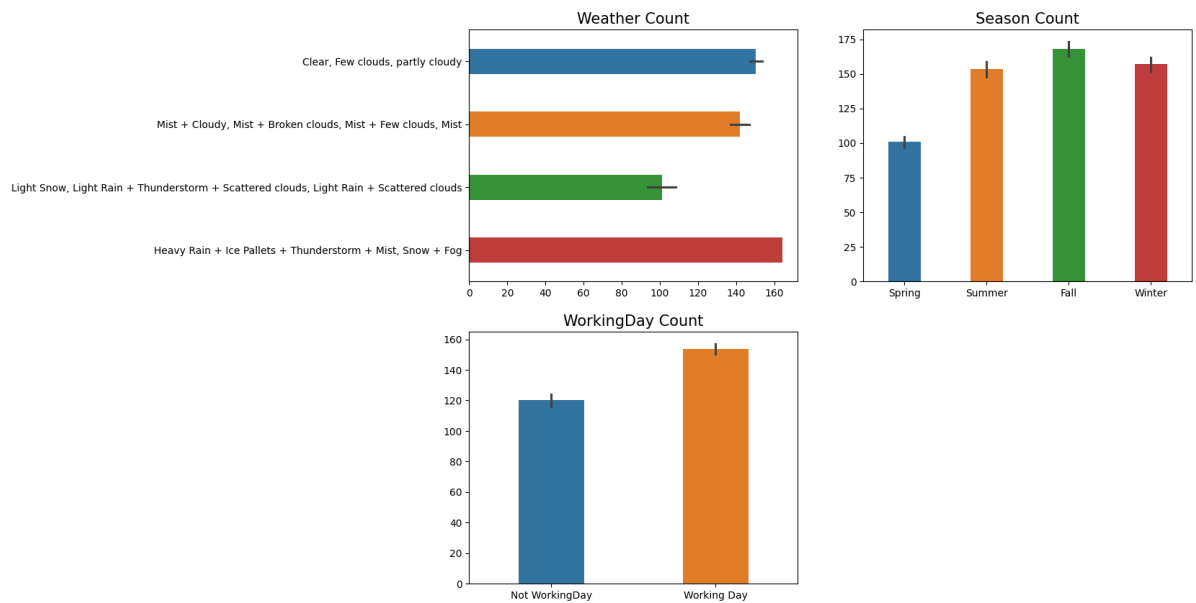 Weather Count
Clear, Few clouds, partly cloudy
Mist + Cloudy, Mist + Broken clouds, Mist + Few clouds, Mist
Light Snow, Light Rain + Thunderstorm + Scattered clouds, Light Rain + Scattered clouds
Heavy Rain + Ice Pallets + Thunderstorm + Mist, Snow + Fog
0 20 40 60 80 100 120 140 160
Season Count
175
150
125
100
75
50
25
0
Spring Summer Fall Winter
WorkingDay Count
160
140
120
100
80
60
40
20
0
Not WorkingDay Working Day